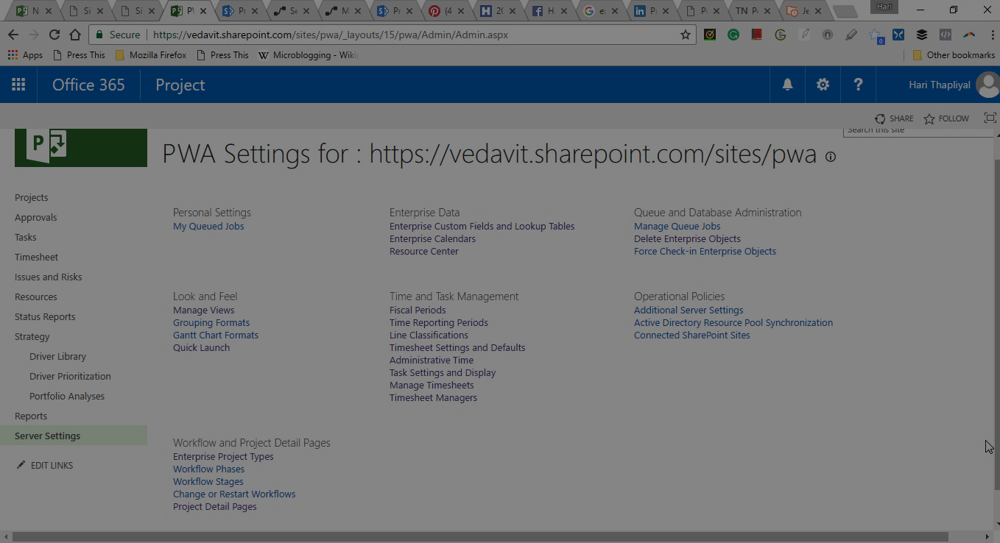 N
Si
Si
PW
Pr
Se
M
Pr
(4
20
H
G
e
in
P
P
TN P
Je
Hari
Secure
https://vedavit.sharepoint.com/sites/pwa/_layouts/15/pwa/Admin/Admin.aspx
0
Apps
Press This
Mozilla Firefox
Press This
W Microblogging - Wiki
Other bookmarks
Office 365
Project
?
Hari Thapliyal
SHARE
FOLLOW
P
Search this site
PWA Settings for : https://vedavit.sharepoint.com/sites/pwa
Projects
Approvals
Tasks
Timesheet
Issues and Risks
Resources
Status Reports
Strategy
Driver Library
Driver Prioritization
Portfolio Analyses
Reports
Server Settings
EDIT LINKS
Personal Settings
My Queued Jobs
Enterprise Data
Enterprise Custom Fields and Lookup Tables
Enterprise Calendars
Resource Center
Queue and Database Administration
Manage Queue Jobs
Delete Enterprise Objects
Force Check-in Enterprise Objects
Look and Feel
Manage Views
Grouping Formats
Gantt Chart Formats
Quick Launch
Time and Task Management
Fiscal Periods
Time Reporting Periods
Line Classifications
Timesheet Settings and Defaults
Administrative Time
Task Settings and Display
Manage Timesheets
Timesheet Managers
Operational Policies
Additional Server Settings
Active Directory Resource Pool Synchronization
Connected SharePoint Sites
Workflow and Project Detail Pages
Enterprise Project Types
Workflow Phases
Workflow Stages
Change or Restart Workflows
Project Detail Pages